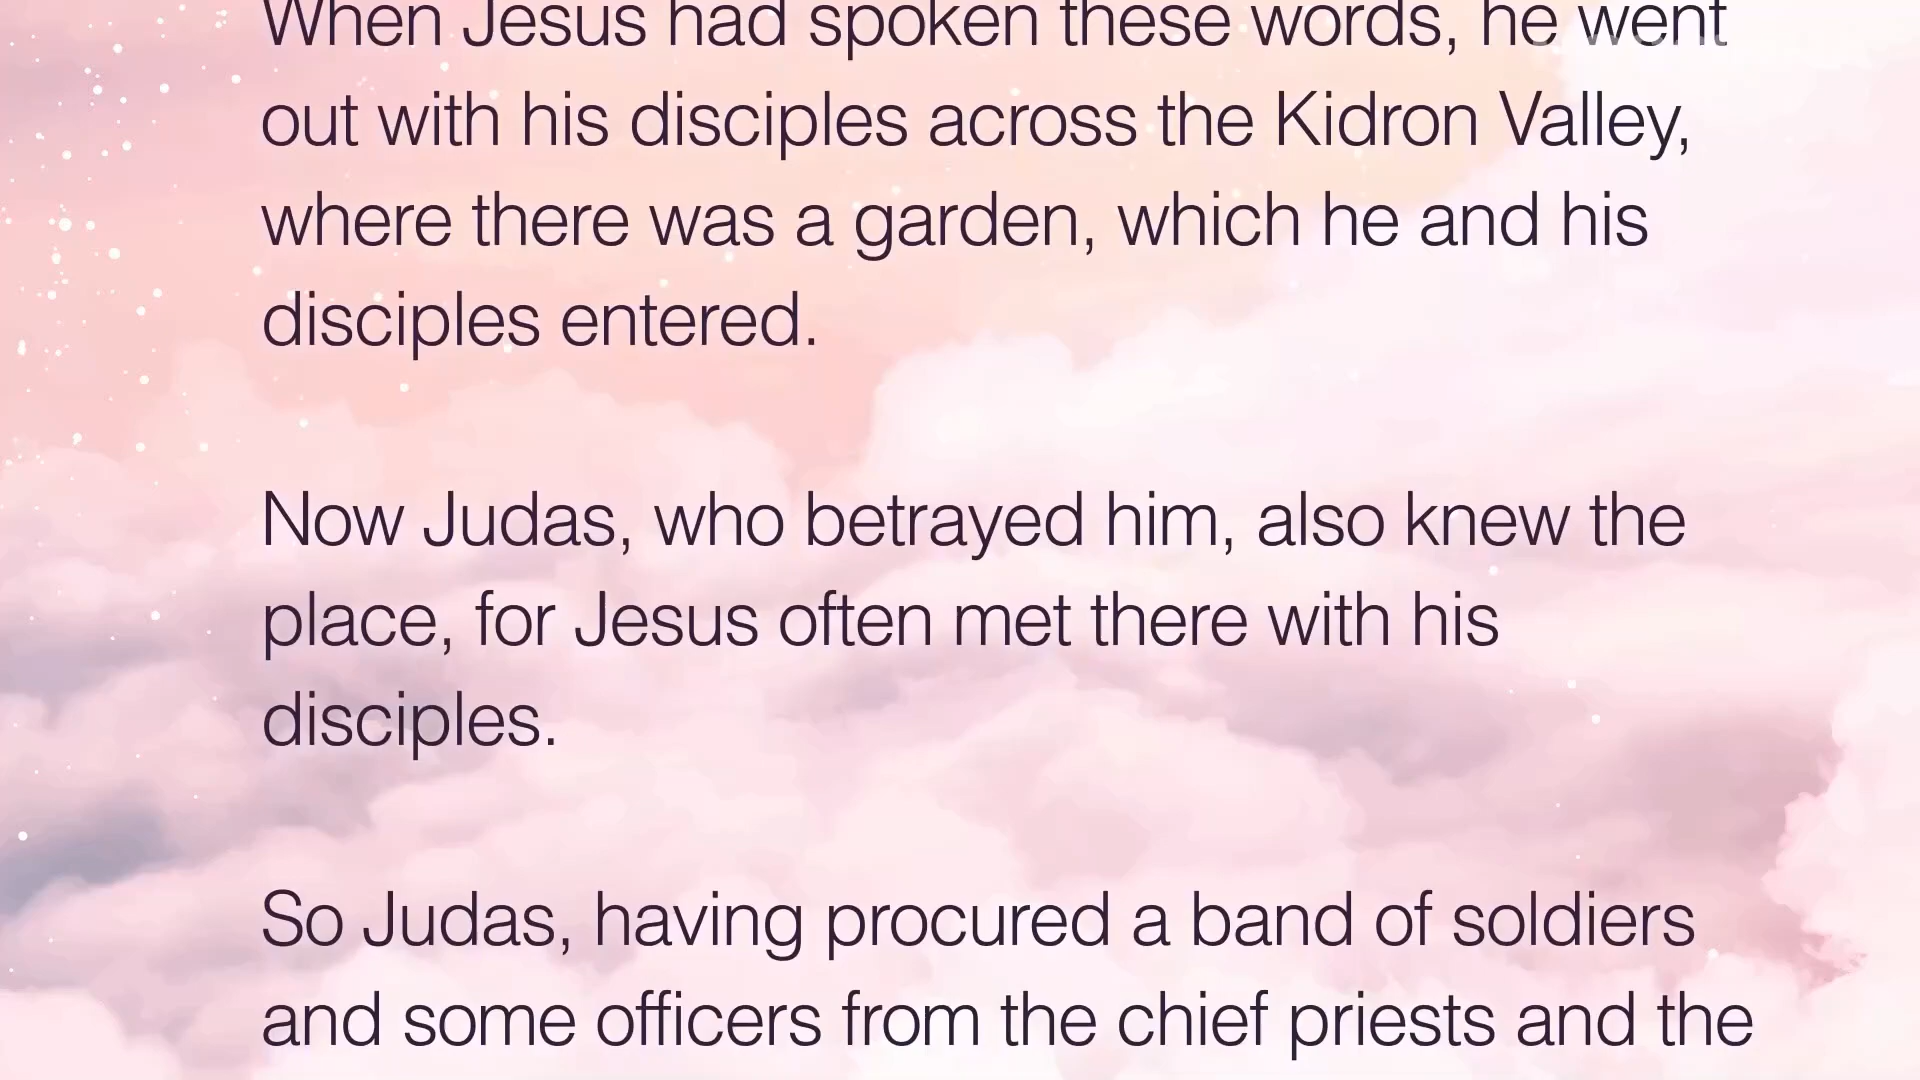 When Jesus had spoken these words, he went
out with his disciples across the Kidron Valley,
where there was a garden, which he and his
disciples entered.
Now Judas, who betrayed him, also knew the
place, for Jesus often met there with his
disciples.
So Judas, having procured a band of soldiers
and some officers from the chief priests and the